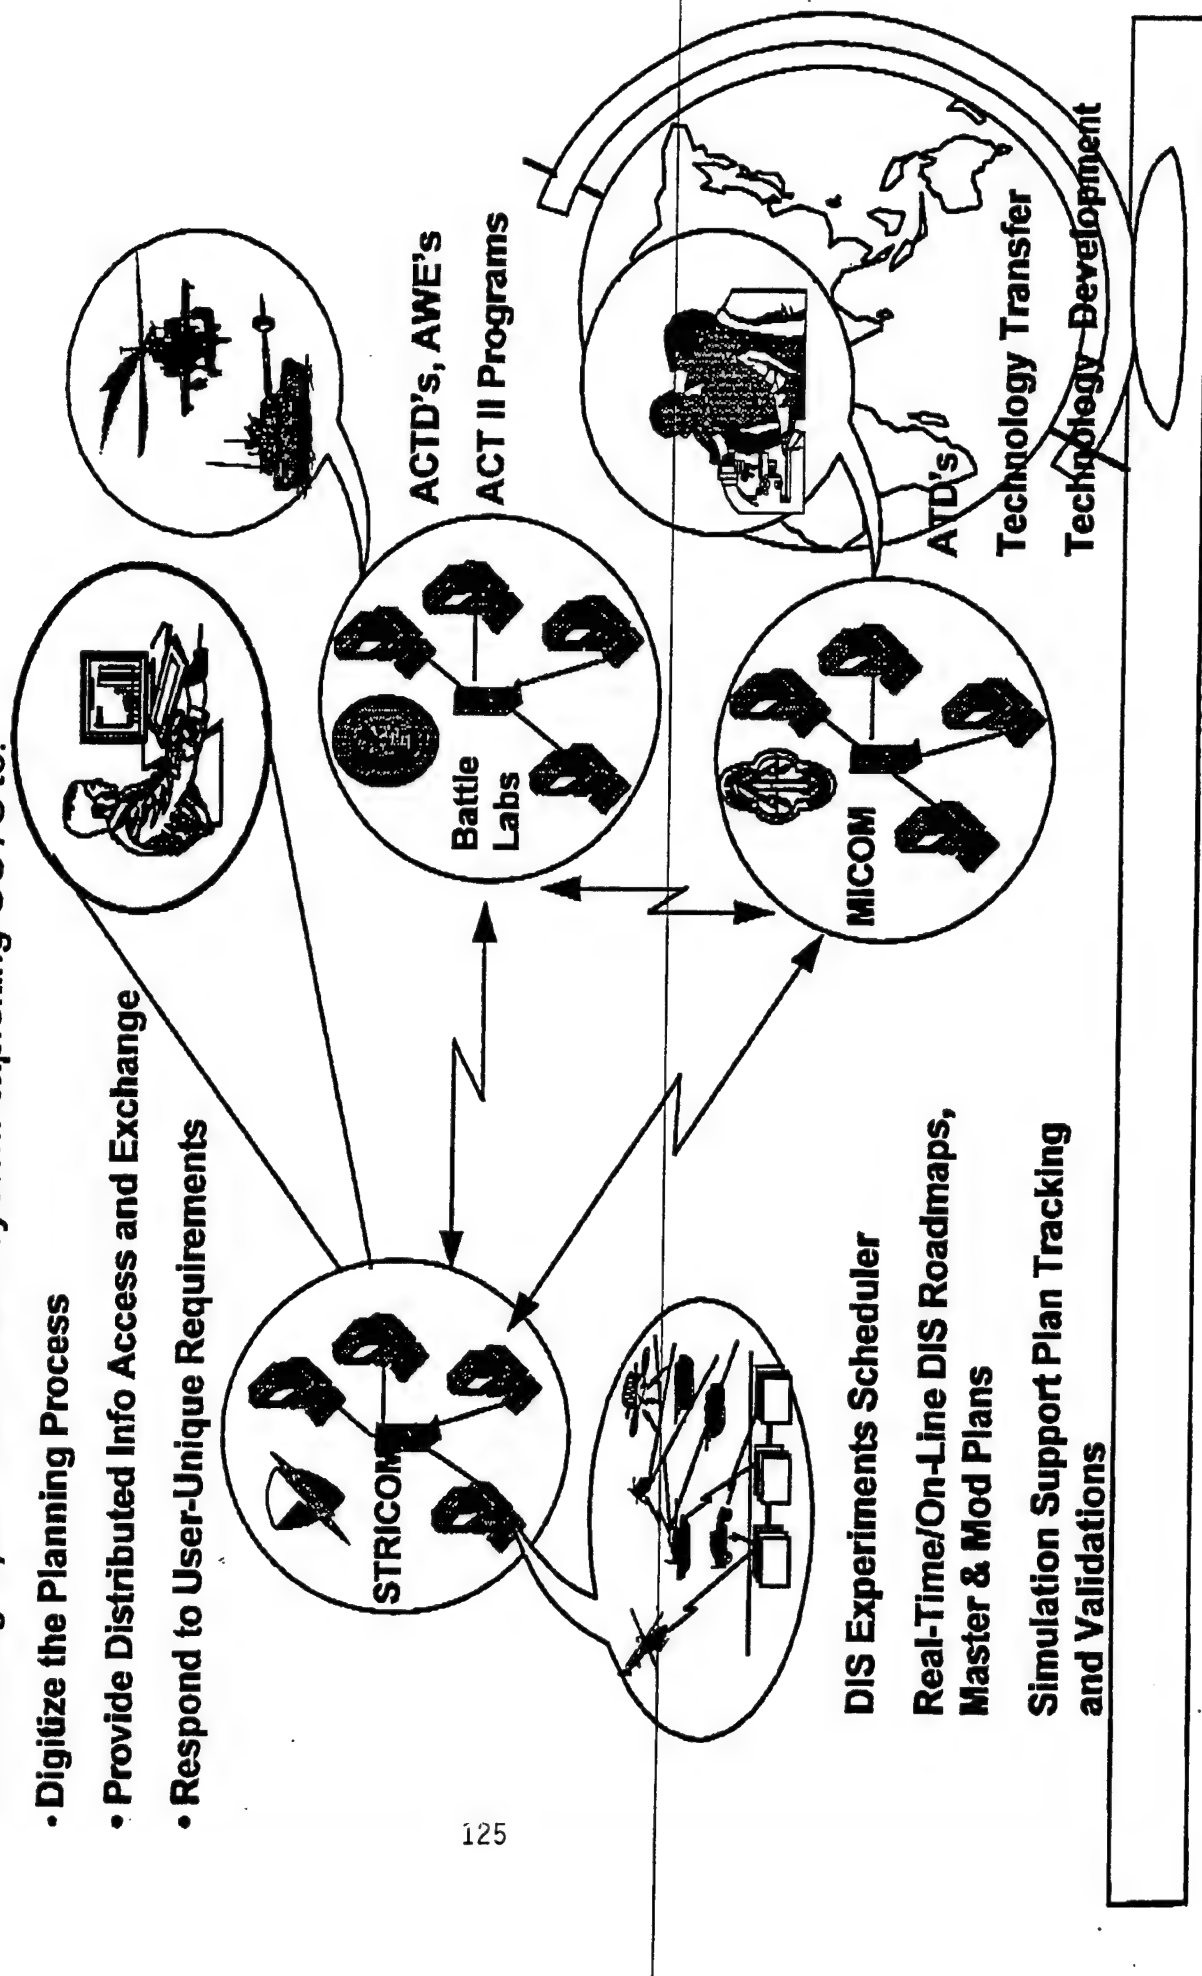 • Digitize the Planning Process
• Provide Distributed Info Access and Exchange
• Respond to User-Unique Requirements
STRICOM
Battle
Labs
ACTD's, AWE's
ACT II Programs
MICOM
ATD's
Technology Transfer
Technology Development
DIS Experiments Scheduler
Real-Time/On-Line DIS Roadmaps,
Master & Mod Plans
Simulation Support Plan Tracking
and Validations
125